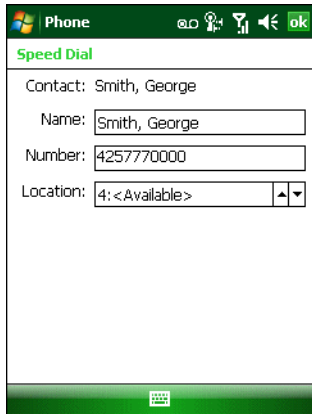 Phone ok
Speed Dial
Contact: Smith, George
Name: Smith, George
Number: 4257770000
Location: 4:<Available>